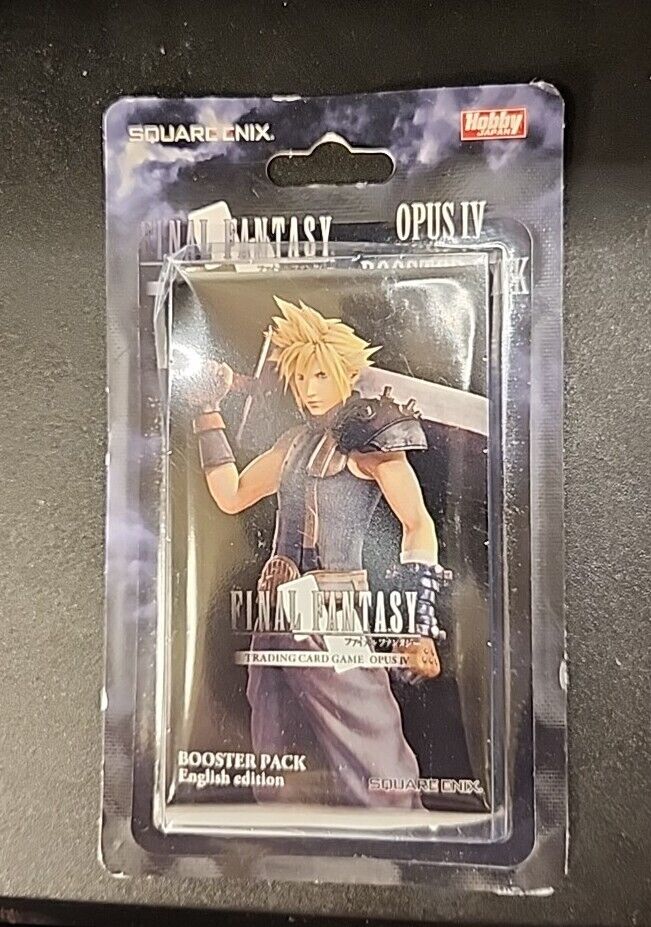 SQUARE ENIX.
Hobby
JAPAN
FINAL FANTASY
OPUS IV
FINAL FANTASY
ファイナルファンタジー
TRADING CARD GAME OPUS IV
BOOSTER PACK
English edition
SQUARE ENIX.